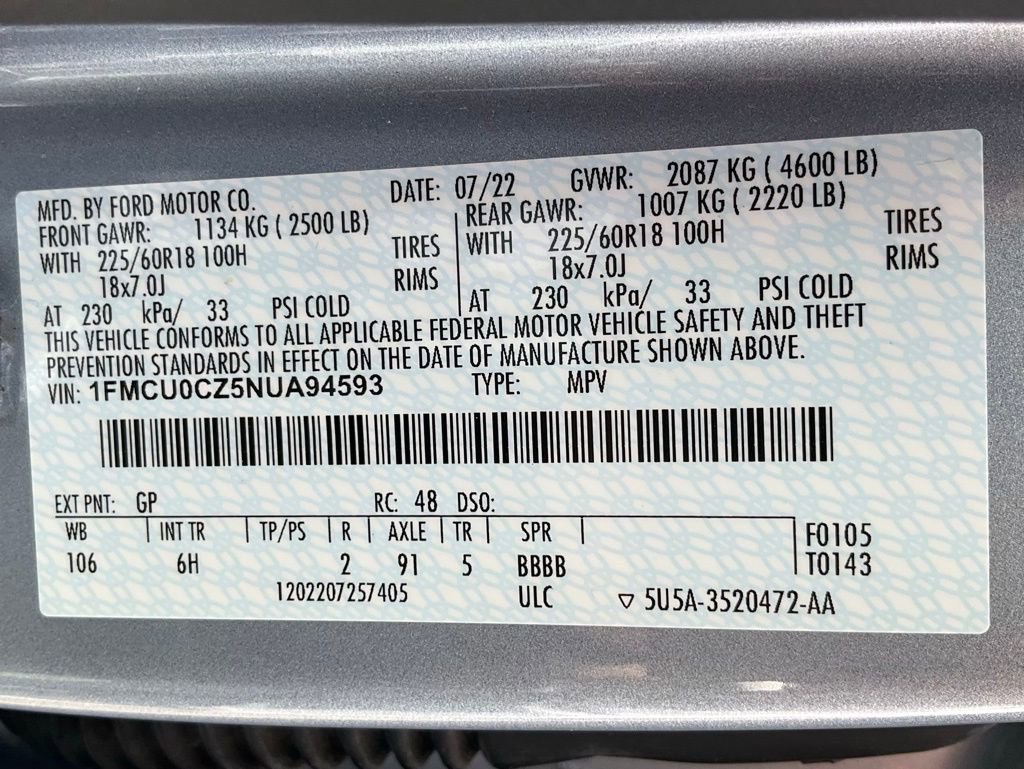 MFD. BY FORD MOTOR CO. DATE: 07/22 GVWR: 2087 KG ( 4600 LB)
FRONT GAWR: 1134 KG ( 2500 LB) REAR GAWR: 1007 KG ( 2220 LB)
WITH 225/60R18 100H TIRES WITH 225/60R18 100H TIRES
18x7.0J RIMS 18x7.0J RIMS
AT 230 kPa/ 33 PSI COLD AT 230 kPa/ 33 PSI COLD
THIS VEHICLE CONFORMS TO ALL APPLICABLE FEDERAL MOTOR VEHICLE SAFETY AND THEFT
PREVENTION STANDARDS IN EFFECT ON THE DATE OF MANUFACTURE SHOWN ABOVE.
VIN: 1FMCU0CZ5NUA94593 TYPE: MPV
EXT PNT: GP RC: 48 DSO:
WB INT TR TP/PS R AXLE TR SPR F0105
106 6H 2 91 5 BBBB T0143
1202207257405 ULC ▽ 5U5A-3520472-AA